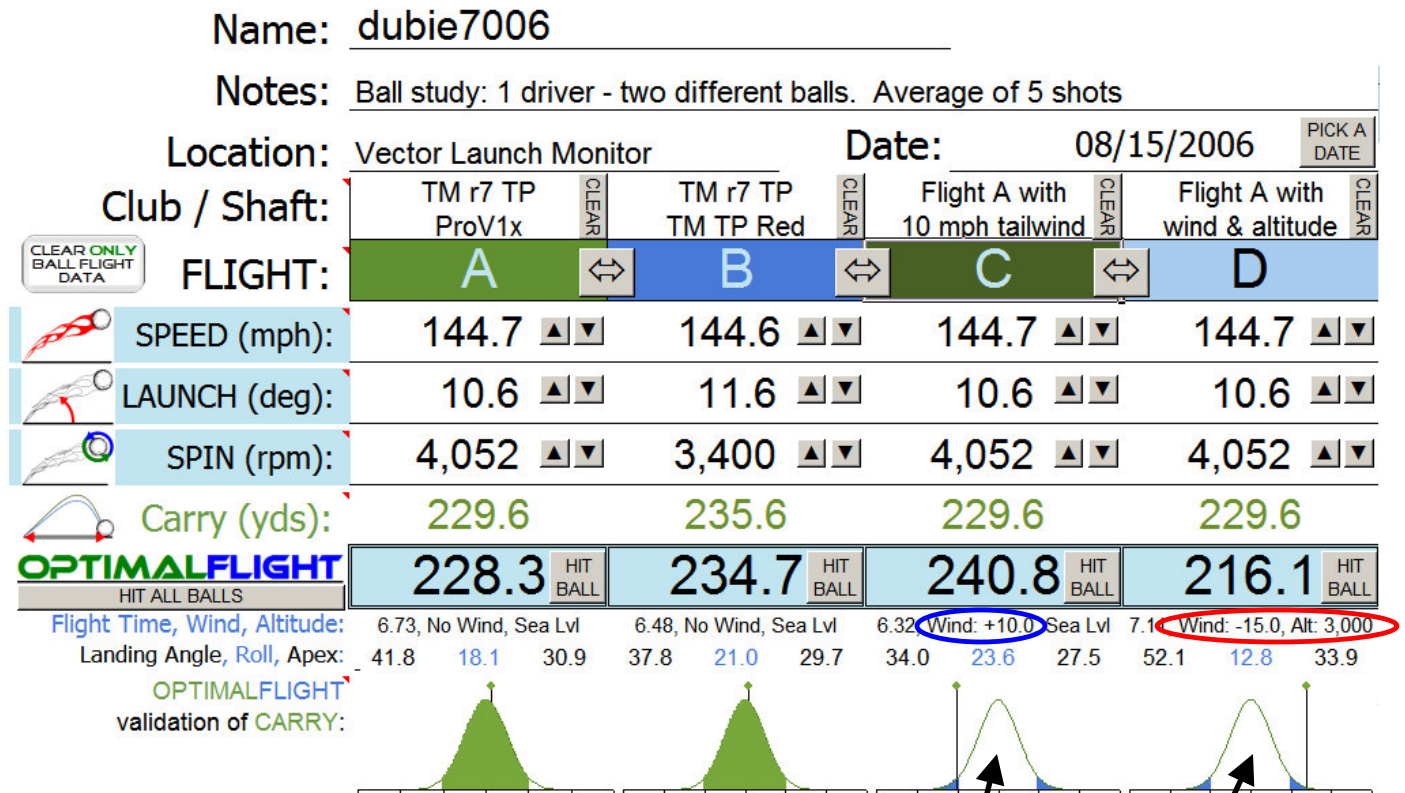 Name: dubie7006
Notes: Ball study: 1 driver - two different balls. Average of 5 shots
Location: Vector Launch Monitor Date: 08/15/2006 PICK A DATE
Club / Shaft: TM r7 TP ProV1x CLEAR TM r7 TP TM TP Red CLEAR Flight A with 10 mph tailwind CLEAR Flight A with wind & altitude CLEAR
CLEAR ONLY BALL FLIGHT DATA FLIGHT: A B C D
SPEED (mph): 144.7 144.6 144.7 144.7
LAUNCH (deg): 10.6 11.6 10.6 10.6
SPIN (rpm): 4,052 3,400 4,052 4,052
Carry (yds): 229.6 235.6 229.6 229.6
OPTIMALFLIGHT 228.3 HIT BALL 234.7 HIT BALL 240.8 HIT BALL 216.1 HIT BALL
HIT ALL BALLS
Flight Time, Wind, Altitude: 6.73, No Wind, Sea Lvl 6.48, No Wind, Sea Lvl 6.32, Wind: +10.0, Sea Lvl Wind: -15.0, Alt: 3,000
Landing Angle, Roll, Apex: 41.8 18.1 30.9 37.8 21.0 29.7 34.0 23.6 27.5 52.1 12.8 33.9
OPTIMALFLIGHT
validation of CARRY: